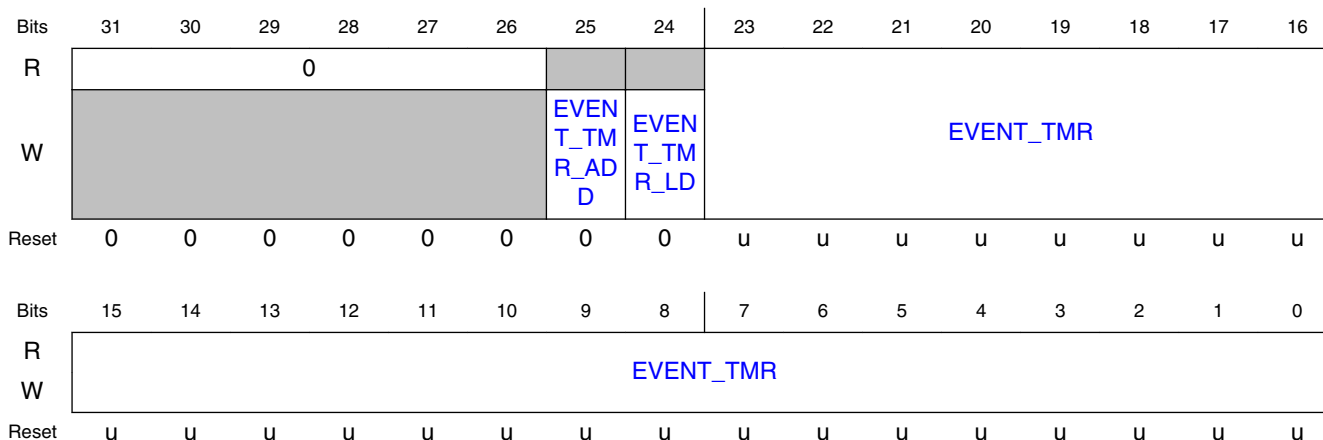 Bits 31 30 29 28 27 26 25 24 23 22 21 20 19 18 17 16
R 0
W EVEN EVEN EVENT_TMR
T_TM T_TM
R_AD R_LD
D
Reset 0 0 0 0 0 0 0 0 u u u u u u u u
Bits 15 14 13 12 11 10 9 8 7 6 5 4 3 2 1 0
R
EVENT_TMR
W
Reset u u u u u u u u u u u u u u u u